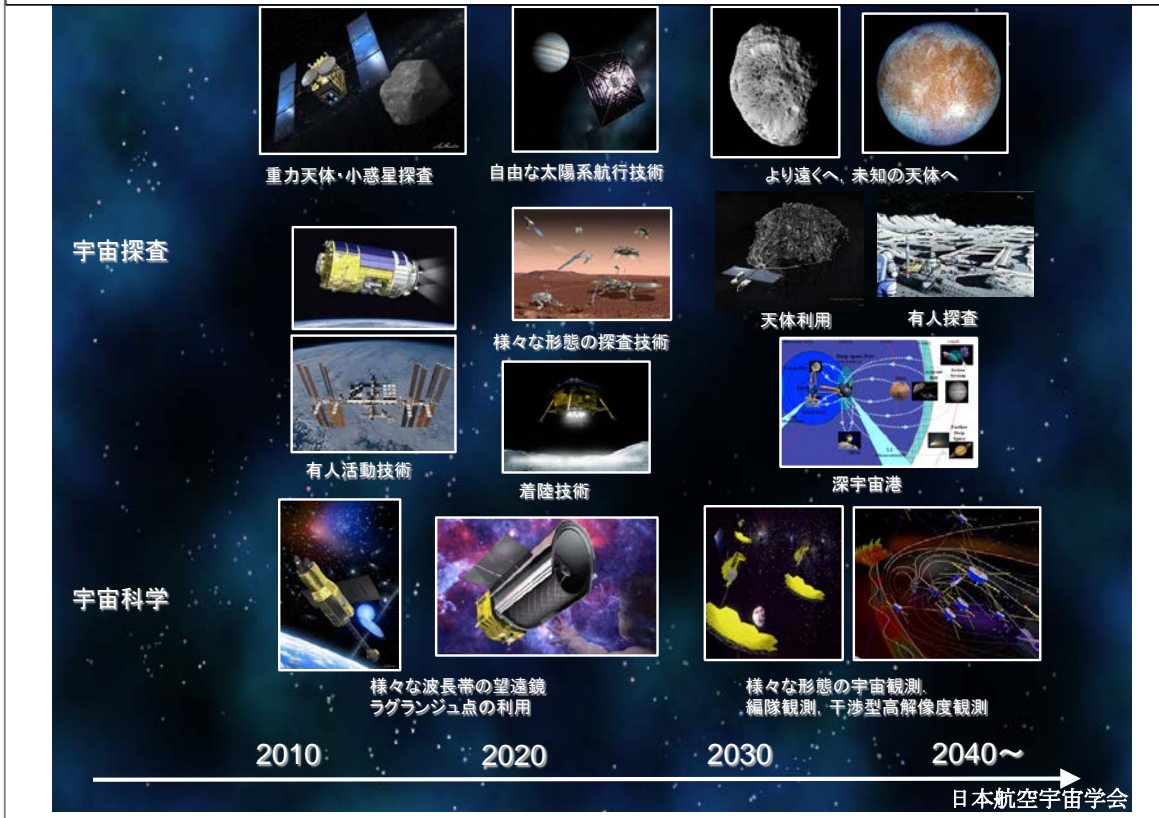 重力天体・小惑星探査
自由な太陽系航行技術
より遠くへ, 未知の天体へ
宇宙探査
様々な形態の探査技術
天体利用
有人探査
有人活動技術
着陸技術
深宇宙港
宇宙科学
様々な波長帯の望遠鏡
ラグランジュ点の利用
様々な形態の宇宙観測,
編隊観測, 干渉型高解像度観測
2010
2020
2030
2040～
日本航空宇宙学会